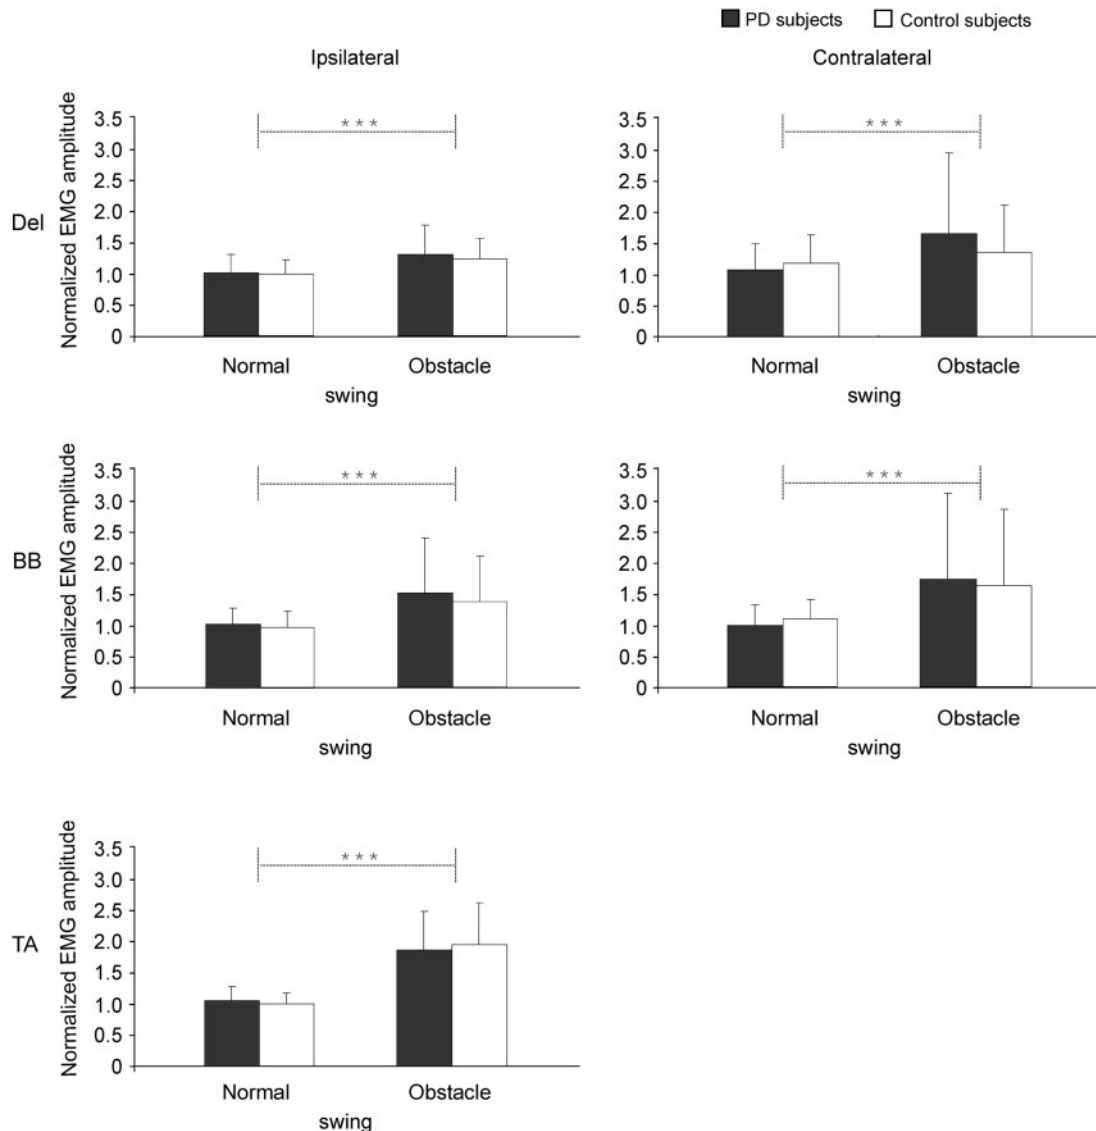 PD subjects Control subjects
Ipsilateral Contralateral
Del
Normalized EMG amplitude
3.5
3.0
2.5
2.0
1.5
1.0
0.5
0
* * *
Normal Obstacle
swing
3.5
3.0
2.5
2.0
1.5
1.0
0.5
0
* * *
Normal Obstacle
swing
BB
Normalized EMG amplitude
3.5
3.0
2.5
2.0
1.5
1.0
0.5
0
* * *
Normal Obstacle
swing
3.5
3.0
2.5
2.0
1.5
1.0
0.5
0
* * *
Normal Obstacle
swing
TA
Normalized EMG amplitude
3.5
3.0
2.5
2.0
1.5
1.0
0.5
0
* * *
Normal Obstacle
swing